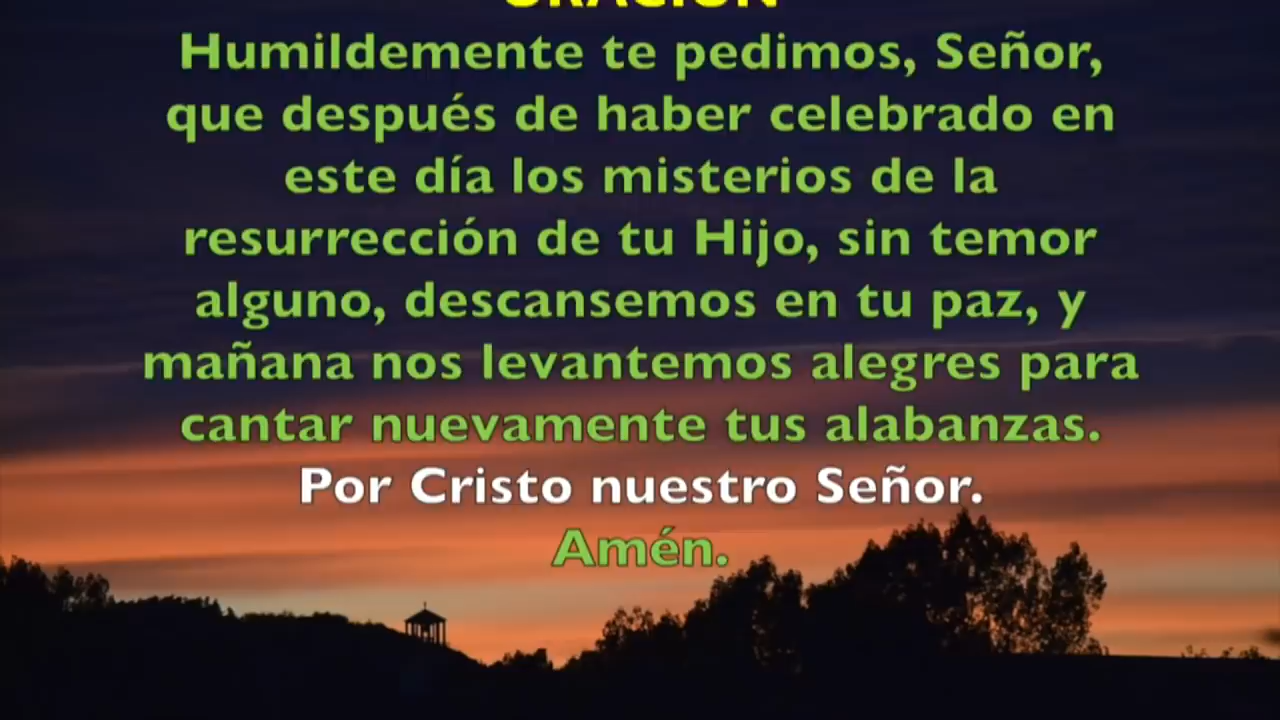 ORACIÓN
Humildemente te pedimos, Señor,
que después de haber celebrado en
este día los misterios de la
resurrección de tu Hijo, sin temor
alguno, descansemos en tu paz, y
mañana nos levantemos alegres para
cantar nuevamente tus alabanzas.
Por Cristo nuestro Señor.
Amén.